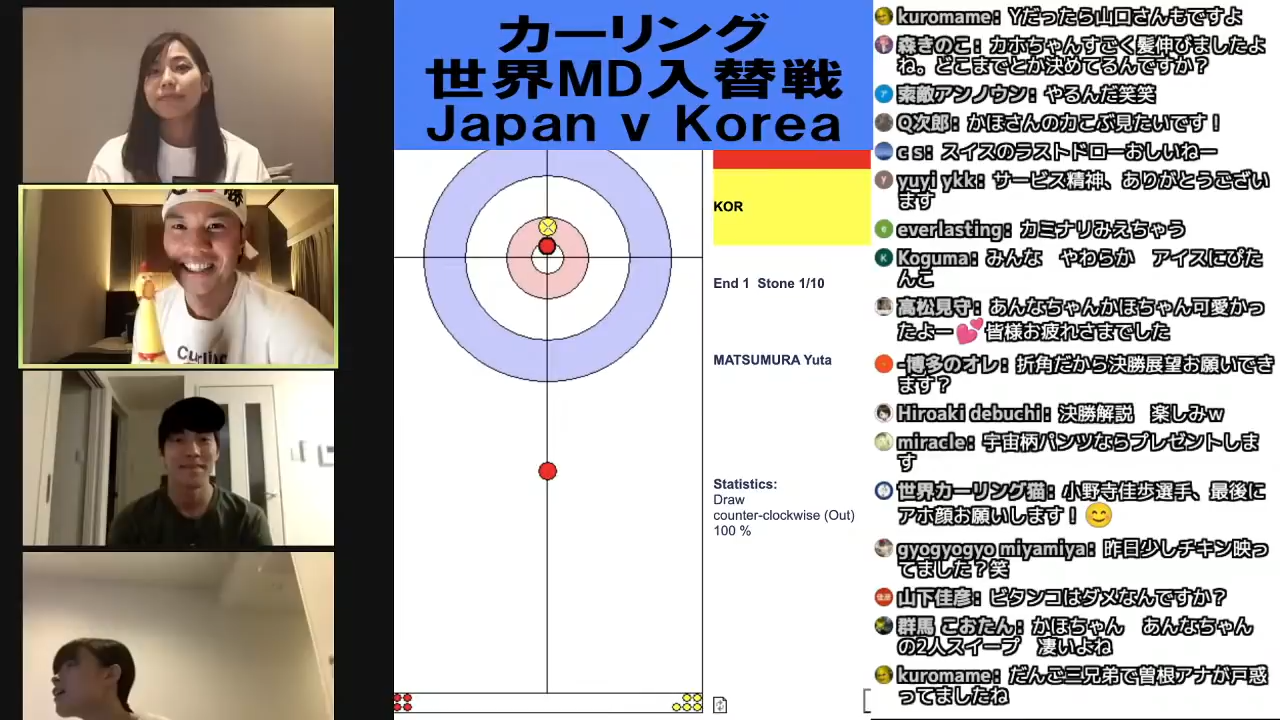 カーリング
世界MD入替戦
Japan v Korea
勝
Curling
KOR
End 1 Stone 1/10
MATSUMURA Yuta
Statistics:
Draw
counter-clockwise (Out)
100 %
kuromame: Yだったら山口さんもですよ
森きのこ: カホちゃんすごく髪伸びましたよ
ね。どこまでとか決めてるんですか？
素敵アンノウン: やるんだ笑笑
Q次郎: かほさんの力こぶ見たいです！
c s: スイスのラストドローおしいねー
yuyi ykk: サービス精神、ありがとうござい
ます
everlasting: カミナリみえちゃう
Koguma: みんな　やわらか　アイスにぴた
んこ
高松見守: あんなちゃんかほちゃん可愛かっ
たよー💕皆様お疲れさまでした
-博多のオレ: 折角だから決勝展望お願いでき
ます？
Hiroaki debuchi: 決勝解説　楽しみw
miracle: 宇宙柄パンツならプレゼントしま
す
世界カーリング猫: 小野寺佳歩選手、最後に
アホ顔お願いします！😊
gyogyogyo miyamiya: 昨日少しチキン映っ
てました？笑
山下佳彦: ピタンコはダメなんですか？
群馬 こおたん: かほちゃん　あんなちゃん
の2人スイープ　凄いよね
kuromame: だんご三兄弟で曽根アナが戸惑
ってましたね